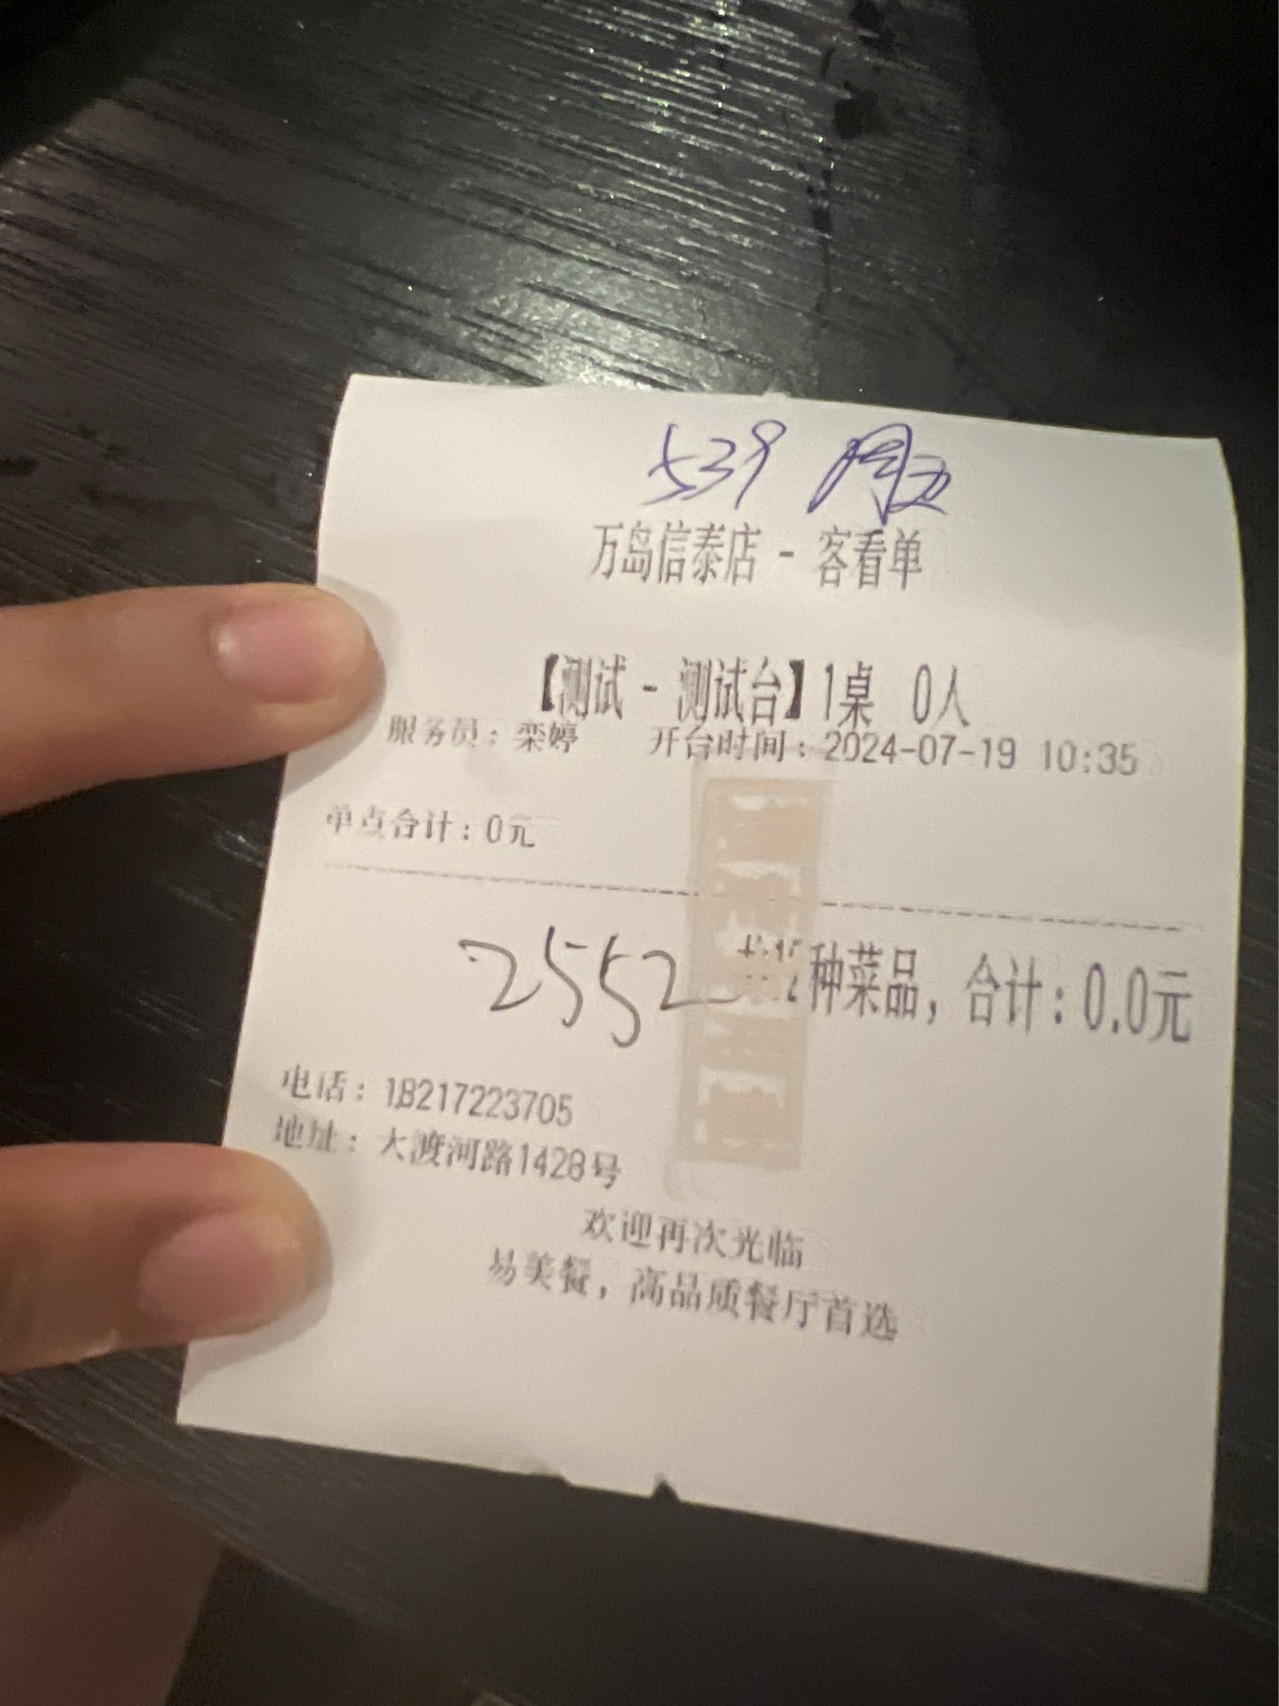 539 周五
万岛信泰店 - 客看单
【测试 - 测试台】1桌 0人
服务员：栾婷 开台时间：2024-07-19 10:35
单点合计：0元
2552 种菜品，合计：0.0元
电话：18217223705
地址：大渡河路1428号
欢迎再次光临
易美餐，高品质餐厅首选